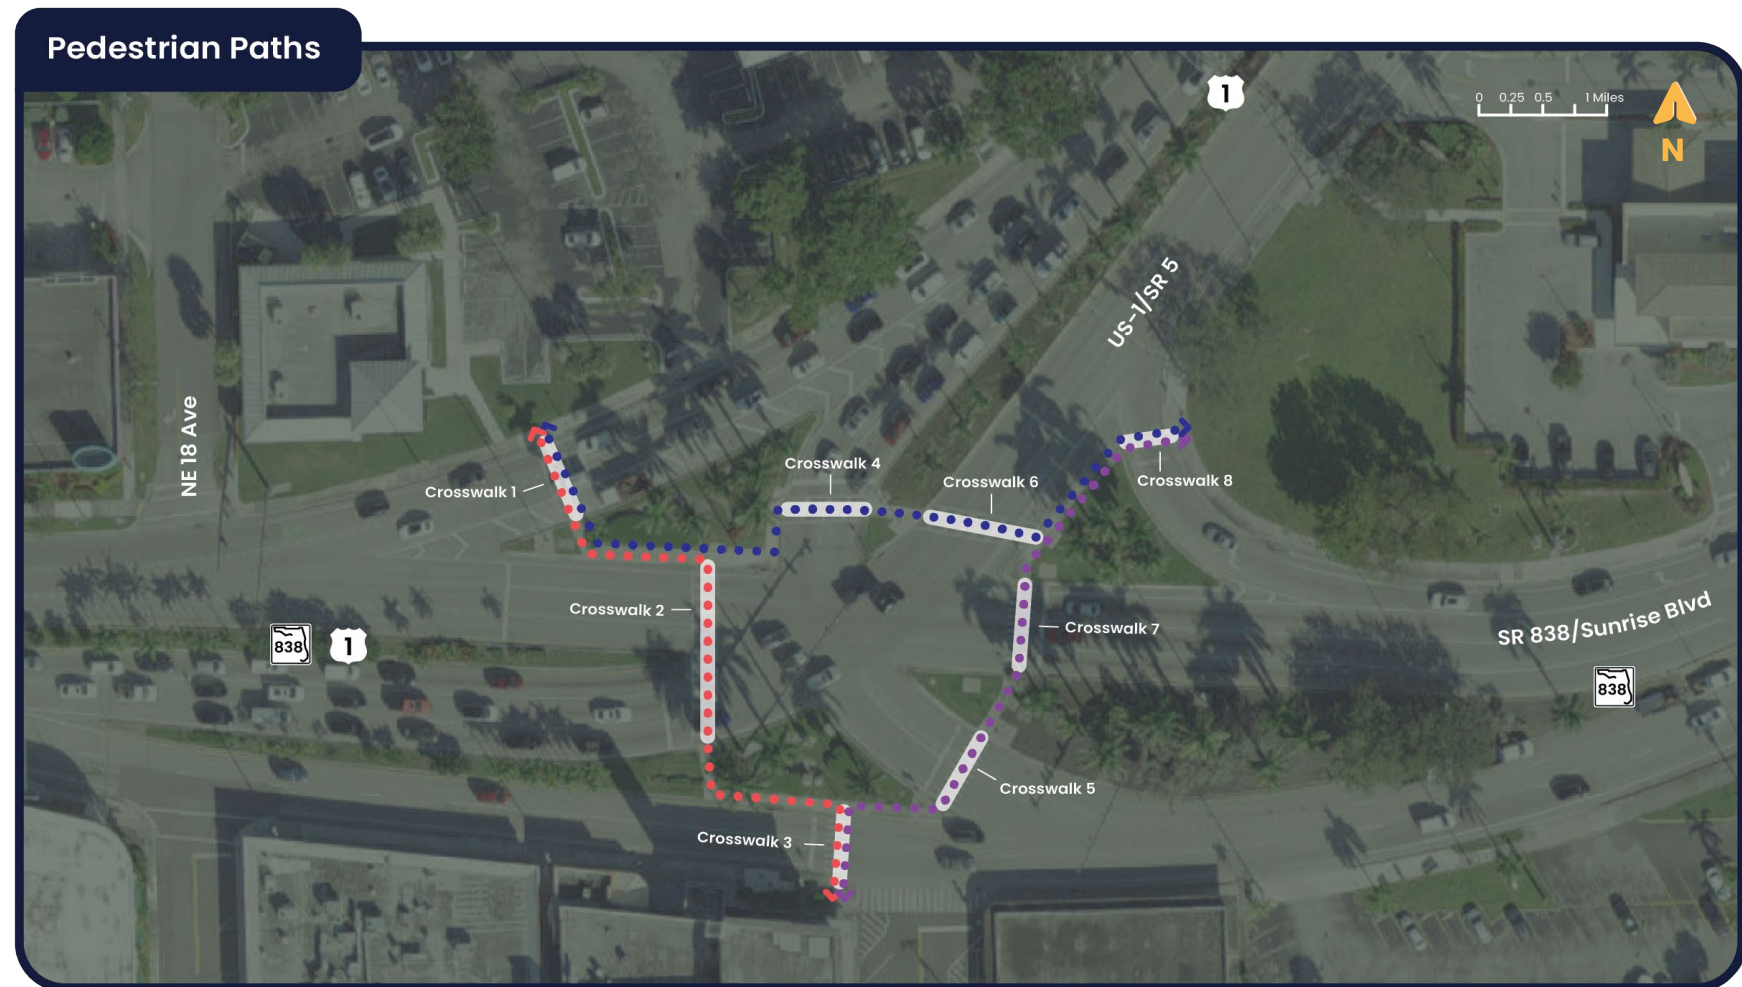 Pedestrian Paths
1
0 0.25 0.5 1 Miles
N
US-1/SR 5
NE 18 Ave
Crosswalk 4
Crosswalk 6
Crosswalk 8
Crosswalk 1
Crosswalk 2
Crosswalk 7
SR 838/Sunrise Blvd
838
1
838
Crosswalk 5
Crosswalk 3